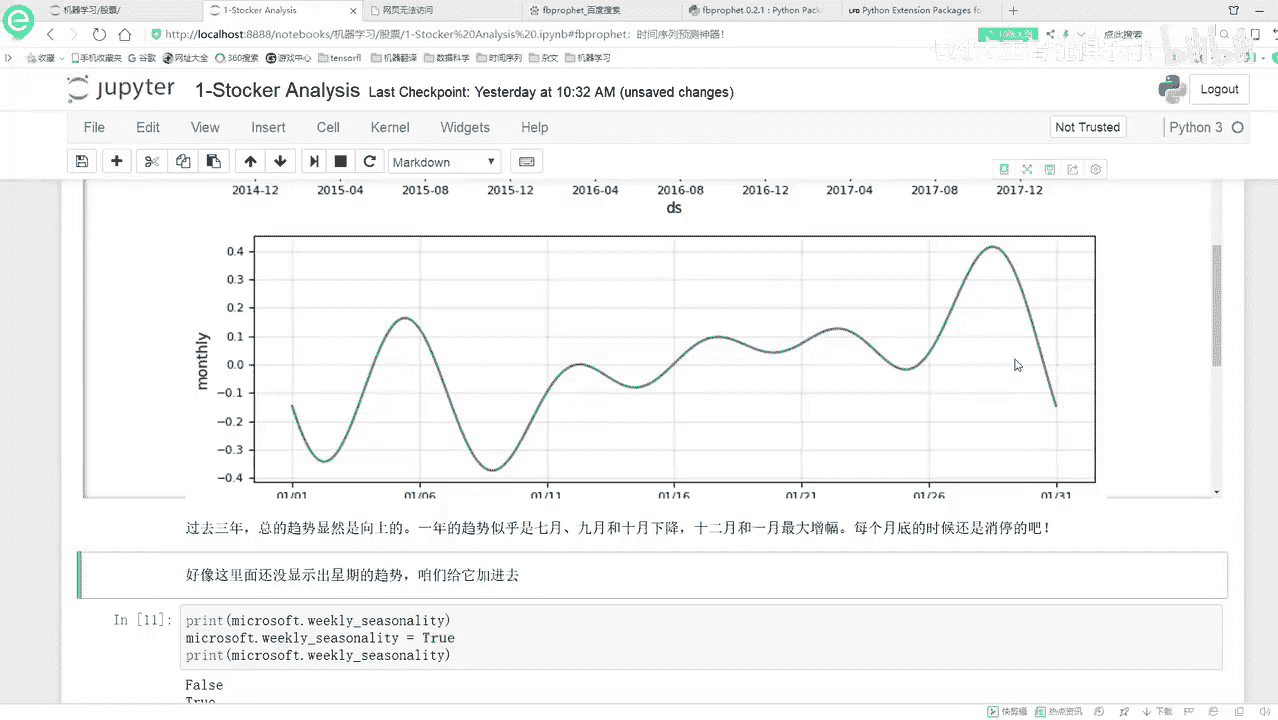 机器学习/股票/
1-Stocker Analysis
网页无法访问
fbprophet_百度搜索
fbprophet 0.2.1 : Python Pack
Python Extension Packages fo
http://localhost:8888/notebooks/机器学习/股票/1-Stocker%20Analysis%20.ipynb#fbprophet：时间序列预测神器！
点此搜索
收藏 手机收藏夹 谷歌 网址大全 360搜索 游戏中心 tensorfl 机器翻译 数据科学 时间序列 杂文 机器学习
jupyter 1-Stocker Analysis Last Checkpoint: Yesterday at 10:32 AM (unsaved changes)
Logout
File Edit View Insert Cell Kernel Widgets Help
Not Trusted
Python 3
Markdown
2014-12 2015-04 2015-08 2015-12 2016-04 2016-08 2016-12 2017-04 2017-08 2017-12
ds
0.4
0.3
0.2
0.1
0.0
−0.1
−0.2
−0.3
−0.4
monthly
01/01 01/06 01/11 01/16 01/21 01/26 01/31
过去三年，总的趋势显然是向上的。一年的趋势似乎是七月、九月和十月下降，十二月和一月最大增幅。每个月底的时候还是消停的吧！
好像这里面还没显示出星期的趋势，咱们给它加进去
In [11]:
print(microsoft.weekly_seasonality)
microsoft.weekly_seasonality = True
print(microsoft.weekly_seasonality)
False
True
快剪辑 热点资讯 下载